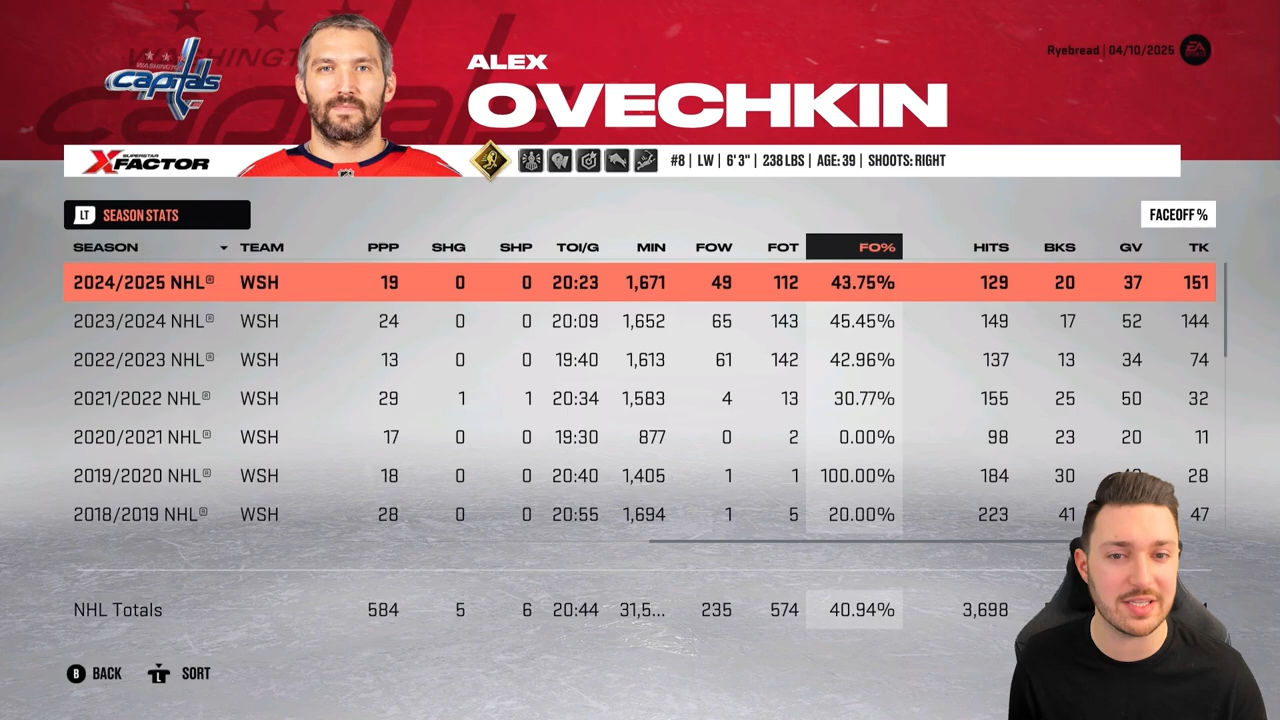 WASHINGTON
WASHINGTON
capitals
ALEX
OVECHKIN
Ryebread | 04/10/2025 EA
SUPERSTAR
XFACTOR
#8 | LW | 6' 3" | 238 LBS | AGE: 39 | SHOOTS: RIGHT
LT SEASON STATS
FACEOFF %
SEASON TEAM PPP SHG SHP TOI/G MIN FOW FOT FO% HITS BKS GV TK
2024/2025 NHL® WSH 19 0 0 20:23 1,671 49 112 43.75% 129 20 37 151
2023/2024 NHL® WSH 24 0 0 20:09 1,652 65 143 45.45% 149 17 52 144
2022/2023 NHL® WSH 13 0 0 19:40 1,613 61 142 42.96% 137 13 34 74
2021/2022 NHL® WSH 29 1 1 20:34 1,583 4 13 30.77% 155 25 50 32
2020/2021 NHL® WSH 17 0 0 19:30 877 0 2 0.00% 98 23 20 11
2019/2020 NHL® WSH 18 0 0 20:40 1,405 1 1 100.00% 184 30 28
2018/2019 NHL® WSH 28 0 0 20:55 1,694 1 5 20.00% 223 41 47
NHL Totals 584 5 6 20:44 31,5... 235 574 40.94% 3,698
B BACK L SORT